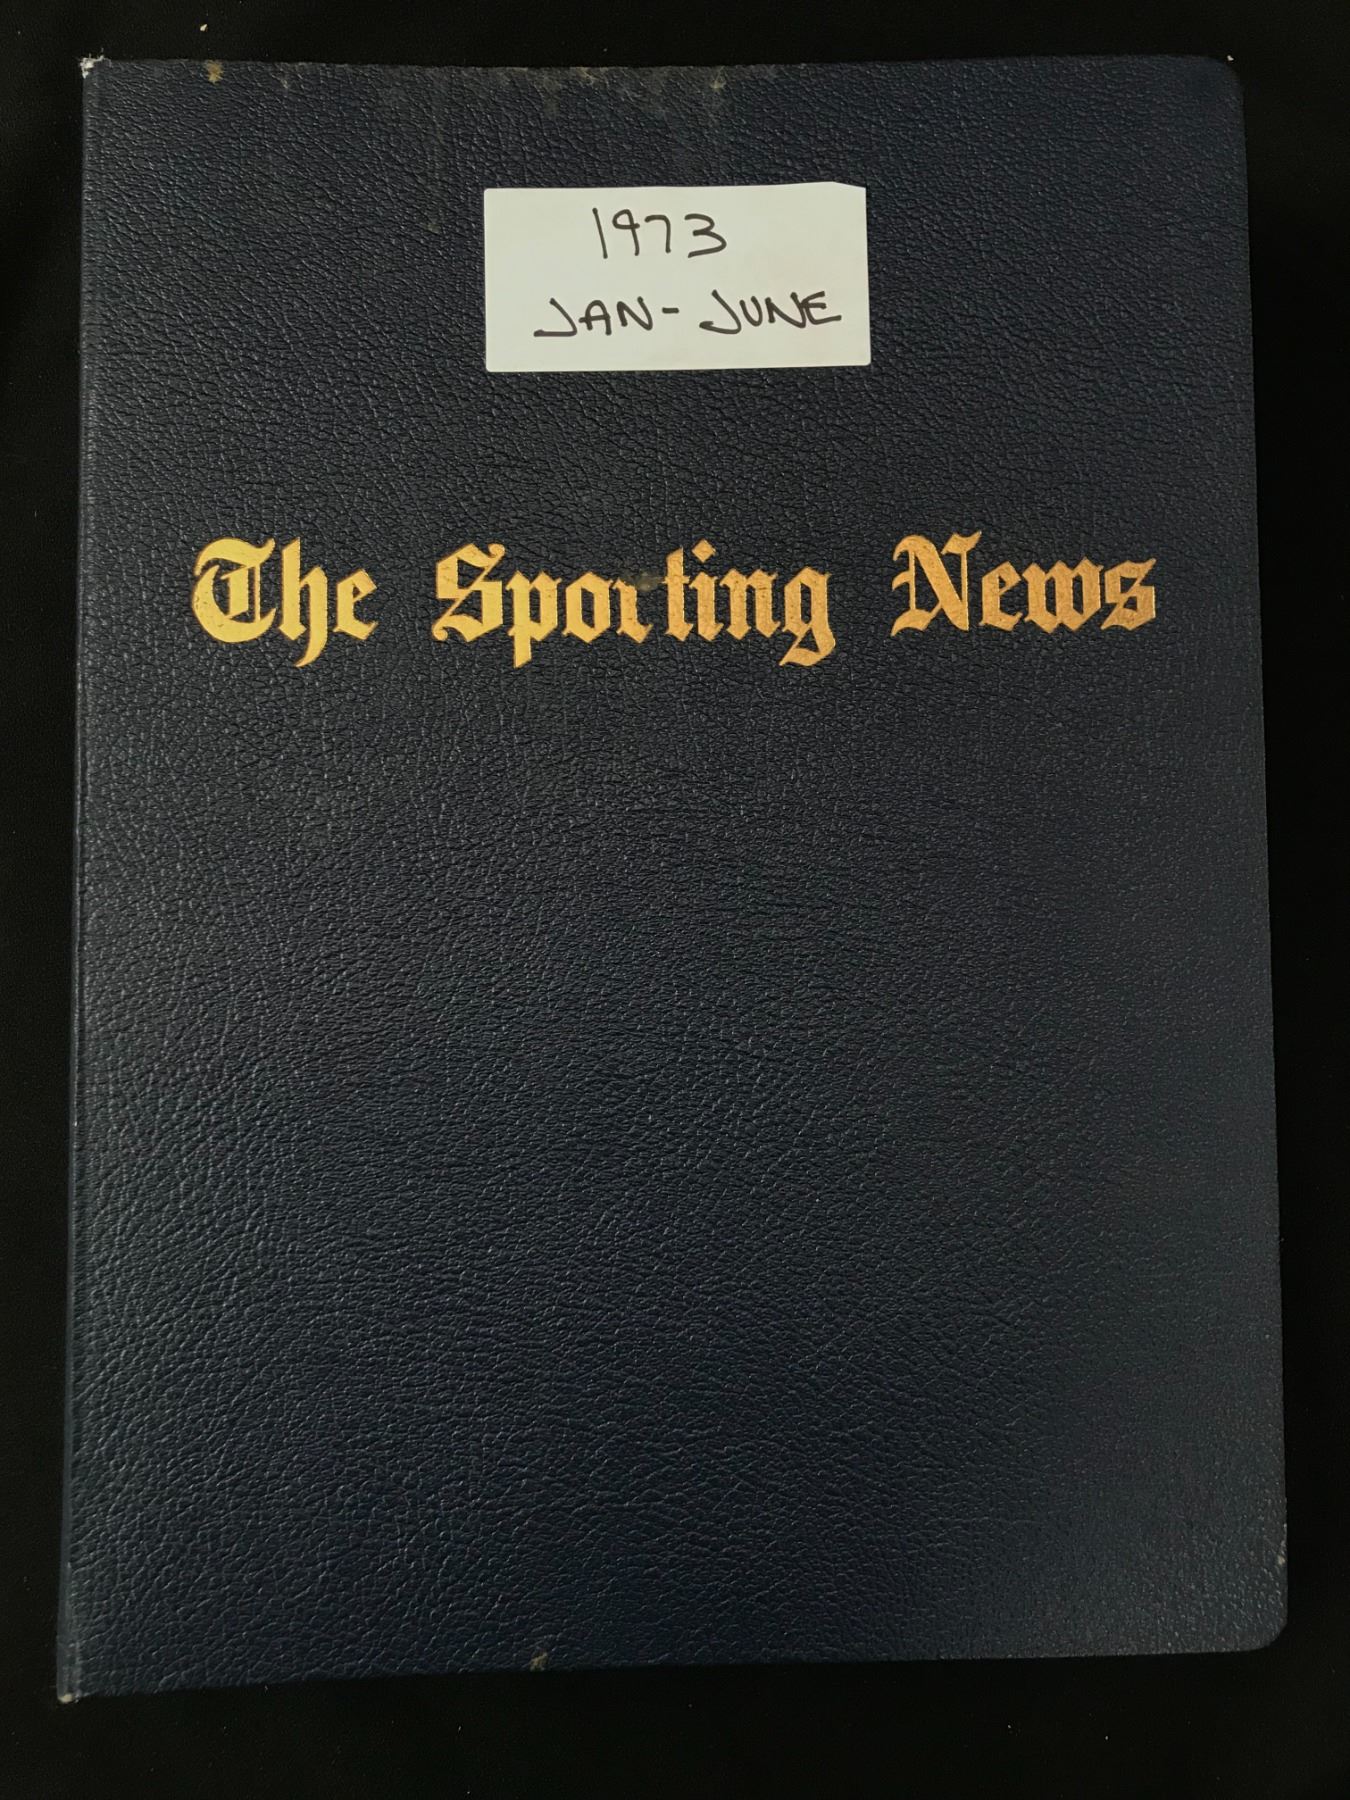 1973
JAN-JUNE
The Sporting News